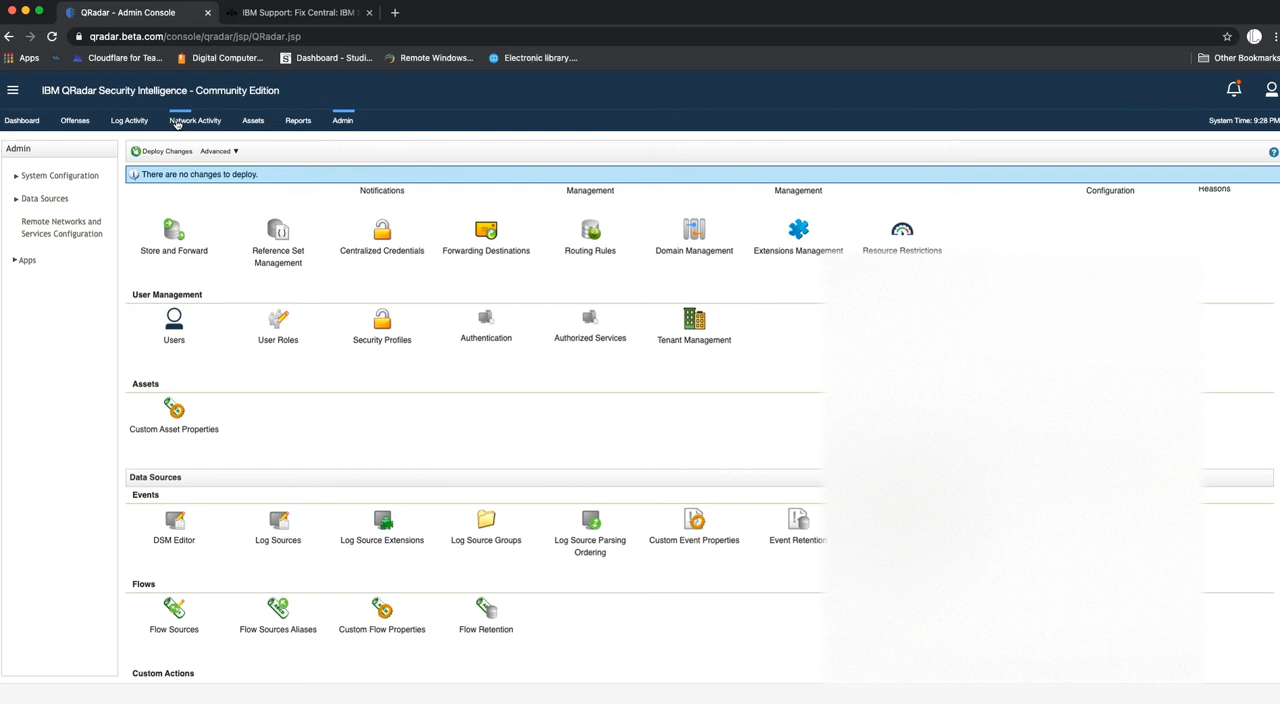 QRadar - Admin Console
IBM Support: Fix Central: IBM S
qradar.beta.com/console/qradar/jsp/QRadar.jsp
Apps
Cloudflare for Tea...
Digital Computer...
Dashboard - Studi...
Remote Windows...
Electronic library....
Other Bookmarks
IBM QRadar Security Intelligence - Community Edition
Dashboard
Offenses
Log Activity
Network Activity
Assets
Reports
Admin
System Time: 9:28 PM
Admin
Deploy Changes
Advanced ▼
System Configuration
There are no changes to deploy.
Data Sources
Remote Networks and
Services Configuration
Apps
Notifications
Management
Management
Configuration
Reasons
Store and Forward
Reference Set
Management
Centralized Credentials
Forwarding Destinations
Routing Rules
Domain Management
Extensions Management
Resource Restrictions
User Management
Users
User Roles
Security Profiles
Authentication
Authorized Services
Tenant Management
Assets
Custom Asset Properties
Data Sources
Events
DSM Editor
Log Sources
Log Source Extensions
Log Source Groups
Log Source Parsing
Ordering
Custom Event Properties
Event Retention
Flows
Flow Sources
Flow Sources Aliases
Custom Flow Properties
Flow Retention
Custom Actions